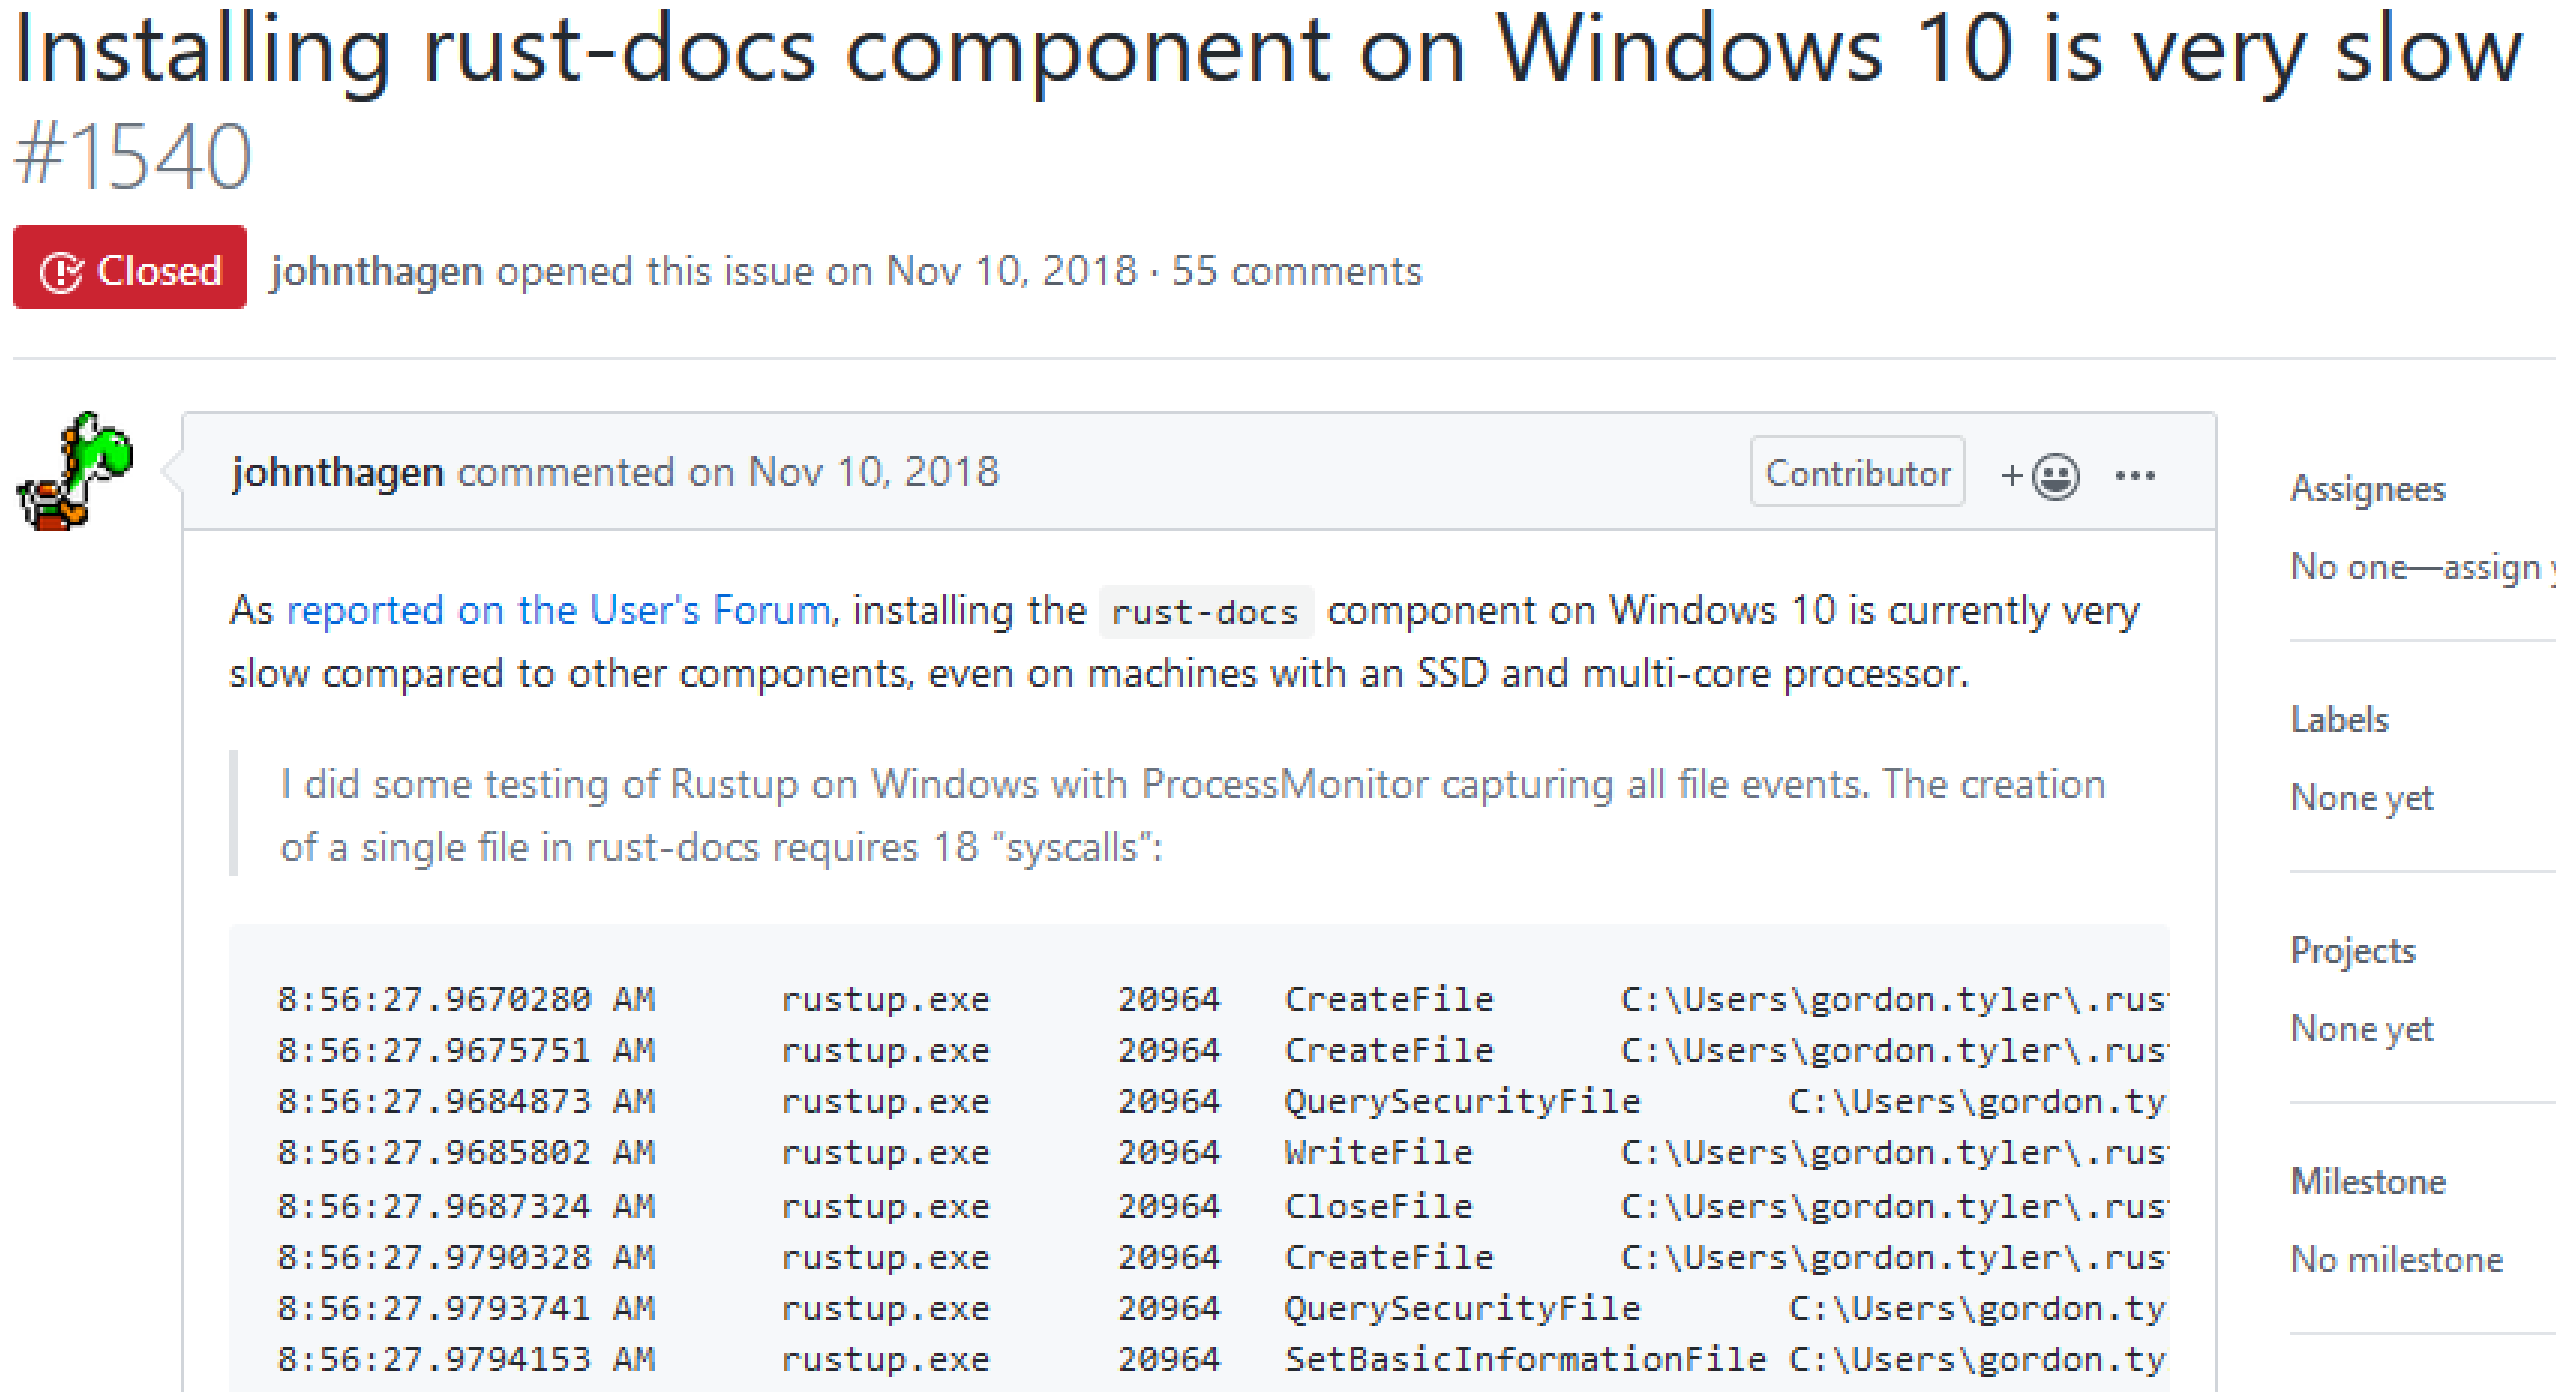 Installing rust-docs component on Windows 10 is very slow
#1540
Closed johnthagen opened this issue on Nov 10, 2018 · 55 comments
johnthagen commented on Nov 10, 2018 Contributor
As reported on the User's Forum, installing the rust-docs component on Windows 10 is currently very
slow compared to other components, even on machines with an SSD and multi-core processor.
I did some testing of Rustup on Windows with ProcessMonitor capturing all file events. The creation
of a single file in rust-docs requires 18 “syscalls”:
8:56:27.9670280 AM rustup.exe 20964 CreateFile C:\Users\gordon.tyler\.rus
8:56:27.9675751 AM rustup.exe 20964 CreateFile C:\Users\gordon.tyler\.rus
8:56:27.9684873 AM rustup.exe 20964 QuerySecurityFile C:\Users\gordon.ty
8:56:27.9685802 AM rustup.exe 20964 WriteFile C:\Users\gordon.tyler\.rus
8:56:27.9687324 AM rustup.exe 20964 CloseFile C:\Users\gordon.tyler\.rus
8:56:27.9790328 AM rustup.exe 20964 CreateFile C:\Users\gordon.tyler\.rus
8:56:27.9793741 AM rustup.exe 20964 QuerySecurityFile C:\Users\gordon.ty
8:56:27.9794153 AM rustup.exe 20964 SetBasicInformationFile C:\Users\gordon.ty
Assignees
No one—assign
Labels
None yet
Projects
None yet
Milestone
No milestone